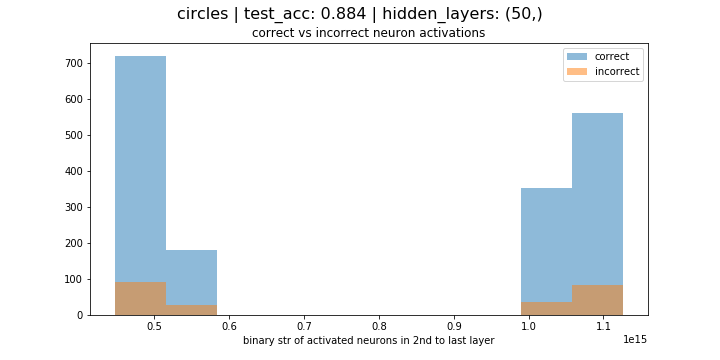 circles | test_acc: 0.884 | hidden_layers: (50,)
correct vs incorrect neuron activations
correct
incorrect
700
600
500
400
300
200
100
0
0.5 0.6 0.7 0.8 0.9 1.0 1.1
1e15
binary str of activated neurons in 2nd to last layer